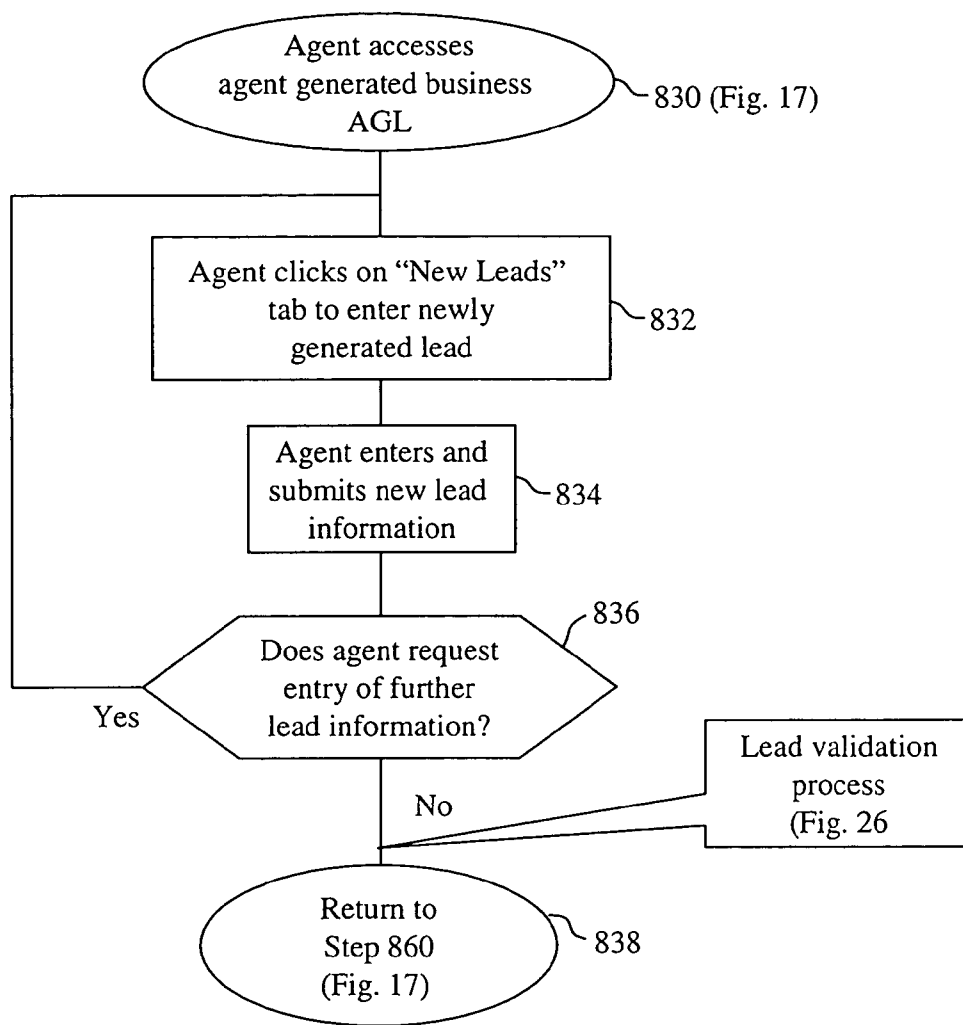 Agent accesses
agent generated business
AGL
830 (Fig. 17)
Agent clicks on “New Leads”
tab to enter newly
generated lead
832
Agent enters and
submits new lead
information
834
836
Does agent request
entry of further
lead information?
Yes
No
Lead validation
process
(Fig. 26
Return to
Step 860
(Fig. 17)
838